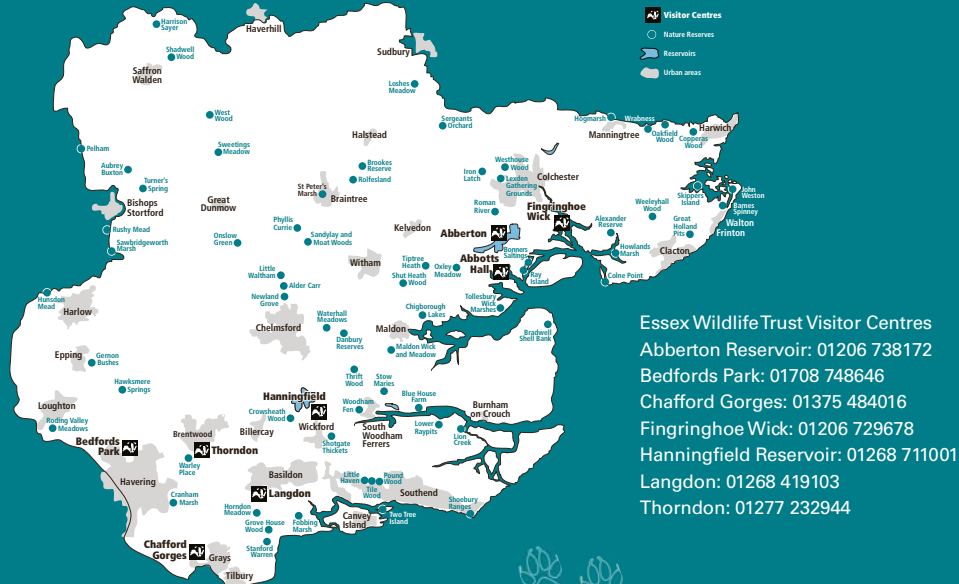 Visitor Centres
Nature Reserves
Reservoirs
Urban areas
Harrison
Sayer
Haverhill
Shadwell
Wood
Saffron
Walden
Sudbury
Loshes
Meadow
West
Wood
Sergeants
Orchard
Hogmarsh
Wrabness
Manningtree
Oakfield
Wood
Copperas
Wood
Harwich
Halstead
Pelham
Sweetings
Meadow
Aubrey
Buxton
Turner's
Spring
Brookes
Reserve
Rolfesland
St Peter's
Marsh
Braintree
Iron
Latch
Westhouse
Wood
Lexden
Gathering
Grounds
Colchester
Skippers
Island
John
Weston
Barnes
Spinney
Walton
Frinton
Bishops
Stortford
Great
Dunmow
Roman
River
Fingringhoe
Wick
Weeleyhall
Wood
Alexander
Reserve
Great
Holland
Pits
Rushy Mead
Sawbridgeworth
Marsh
Onslow
Green
Phyllis
Currie
Sandylay and
Moat Woods
Kelvedon
Abberton
Abbotts
Hall
Bonners
Saltings
Ray
Island
Howlands
Marsh
Clacton
Colne Point
Witham
Tiptree
Heath
Oxley
Meadow
Shut Heath
Wood
Little
Waltham
Alder Carr
Newland
Grove
Hunsdon
Mead
Harlow
Tollesbury
Wick
Marshes
Chigborough
Lakes
Chelmsford
Waterhall
Meadows
Danbury
Reserves
Maldon
Maldon Wick
and Meadow
Bradwell
Shell Bank
Epping
Gernon
Bushes
Hawksmere
Springs
Thrift
Wood
Stow
Maries
Loughton
Roding Valley
Meadows
Hanningfield
Crowsheath
Wood
Woodham
Fen
Blue House
Farm
Burnham
on Crouch
Billercay
Wickford
Shotgate
Thickets
South
Woodham
Ferrers
Lower
Raypits
Lion
Creek
Bedfords
Park
Brentwood
Thorndon
Warley
Place
Havering
Cranham
Marsh
Basildon
Langdon
Little
Haven
Tile
Wood
Pound
Wood
Southend
Shoebury
Ranges
Horndon
Meadow
Grove House
Wood
Fobbing
Marsh
Canvey
Island
Two Tree
Island
Stanford
Warren
Chafford
Gorges
Grays
Tilbury
Essex Wildlife Trust Visitor Centres
Abberton Reservoir: 01206 738172
Bedfords Park: 01708 748646
Chafford Gorges: 01375 484016
Fingringhoe Wick: 01206 729678
Hanningfield Reservoir: 01268 711001
Langdon: 01268 419103
Thorndon: 01277 232944